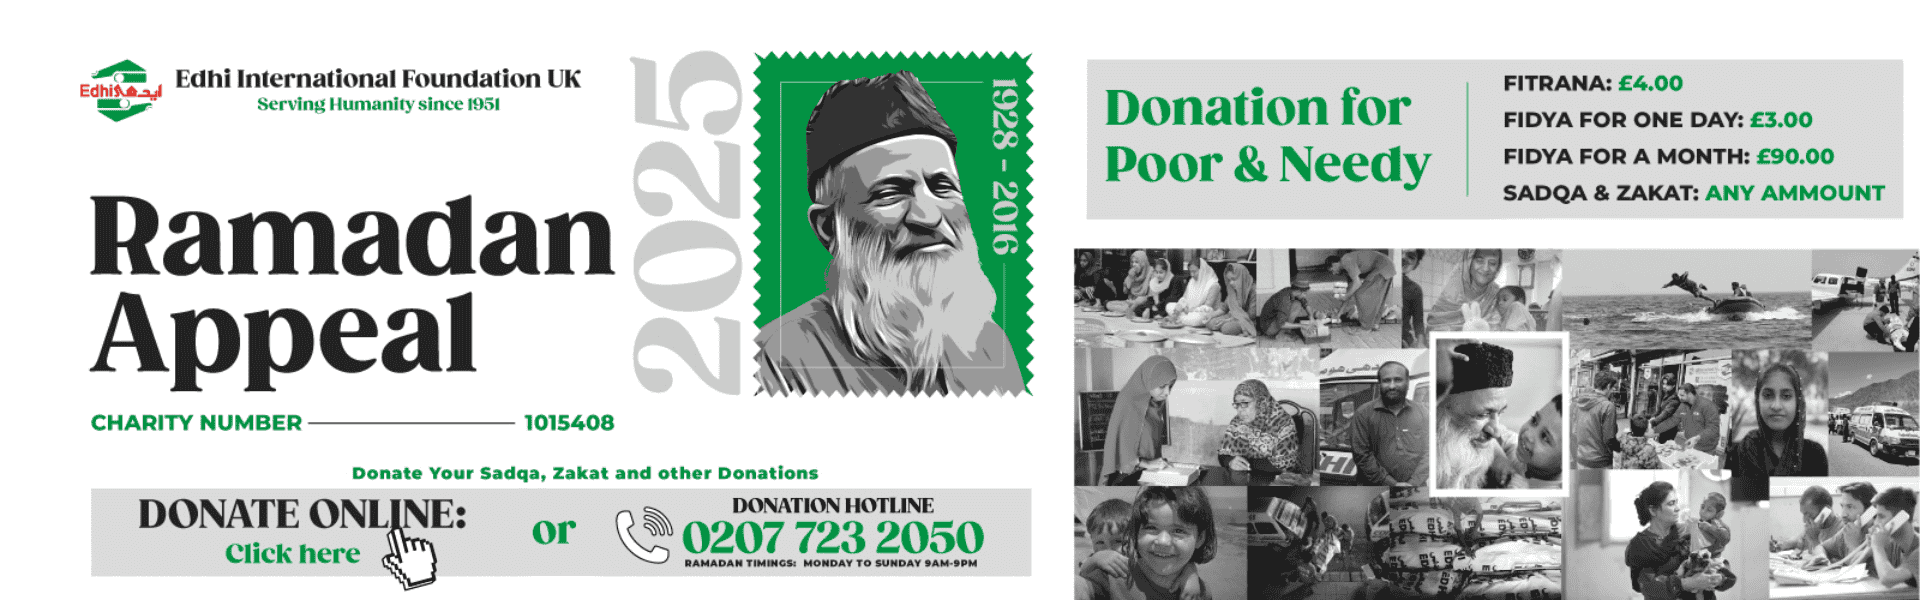 Edhi ايدهى
Edhi International Foundation UK
Serving Humanity since 1951
Ramadan
Appeal
2025
1928 - 2016
CHARITY NUMBER 1015408
Donate Your Sadqa, Zakat and other Donations
DONATE ONLINE:
Click here
or
DONATION HOTLINE
0207 723 2050
RAMADAN TIMINGS: MONDAY TO SUNDAY 9AM-9PM
Donation for
Poor & Needy
FITRANA: £4.00
FIDYA FOR ONE DAY: £3.00
FIDYA FOR A MONTH: £90.00
SADQA & ZAKAT: ANY AMMOUNT